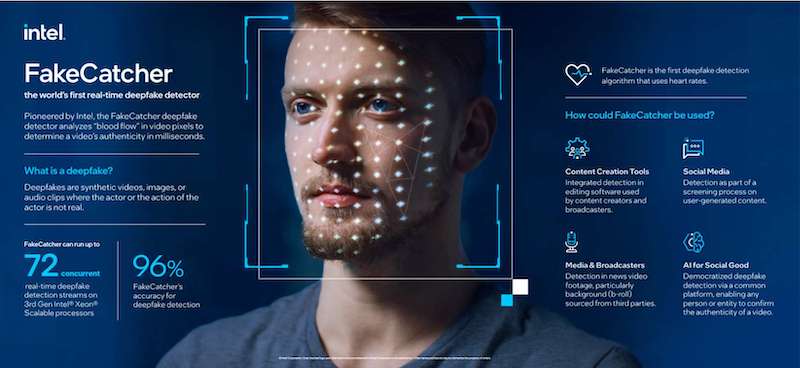 intel.
FakeCatcher
the world's first real-time deepfake detector
Pioneered by Intel, the FakeCatcher deepfake
detector analyzes "blood flow" in video pixels to
determine a video's authenticity in milliseconds.
What is a deepfake?
Deepfakes are synthetic videos, images, or
audio clips where the actor or the action of the
actor is not real.
FakeCatcher can run up to
72 concurrent
real-time deepfake
detection streams on
3rd Gen Intel® Xeon®
Scalable processors
96%
FakeCatcher's
accuracy for
deepfake detection
FakeCatcher is the first deepfake detection
algorithm that uses heart rates.
How could FakeCatcher be used?
Content Creation Tools
Integrated detection in
editing software used
by content creators and
broadcasters.
Social Media
Detection as part of a
screening process on
user-generated content.
Media & Broadcasters
Detection in news video
footage, particularly
background (b-roll)
sourced from third parties.
AI for Social Good
Democratized deepfake
detection via a common
platform, enabling any
person or entity to confirm
the authenticity of a video.